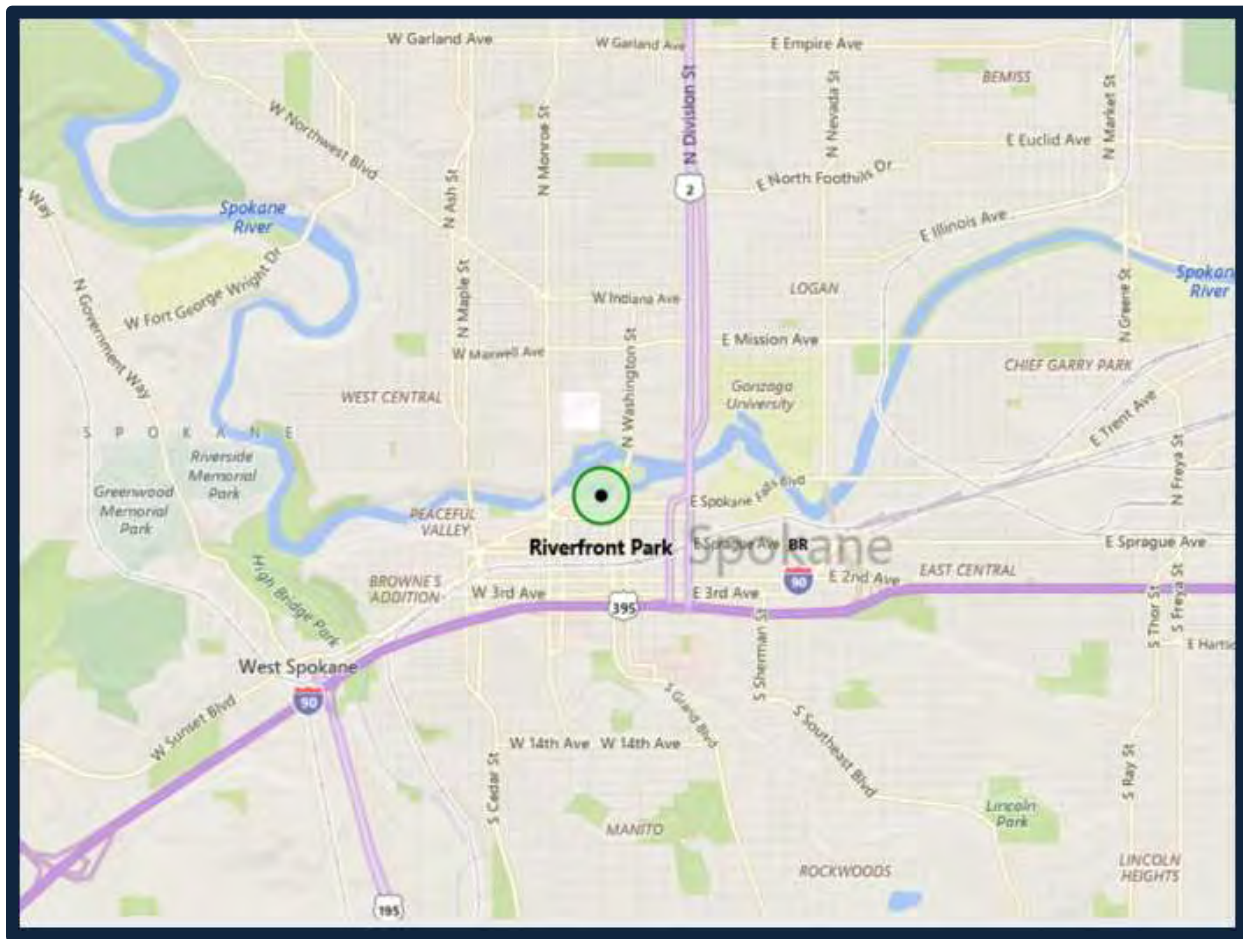 W Garland Ave
W Garland Ave
E Empire Ave
BEMISS
W Northwest Blvd
N Monroe St
N Division St
N Nevada St
N Market St
E Euclid Ave
2
E North Foothills Dr
N Ash St
Spokane
River
E Illinois Ave
Way
W Fort George Wright Dr
N Government Way
N Maple St
W Indiana Ave
LOGAN
N Greene St
Spokan
River
W Maxwell Ave
N Washington St
E Mission Ave
CHIEF GARRY PARK
WEST CENTRAL
Gonzaga
University
E Trent Ave
SPOKANE
Riverside
Memorial
Park
Greenwood
Memorial
Park
PEACEFUL
VALLEY
E Spokane Falls Blvd
N Freya St
Riverfront Park
E Sprague Ave
Spokane
BR
90
E Sprague Ave
High Bridge Park
BROWNE'S
ADDITION
W 3rd Ave
395
E 3rd Ave
E 2nd Ave
EAST CENTRAL
S Thor St
S Freya St
West Spokane
90
S Sherman St
E Hartso
W Sunset Blvd
S Grand Blvd
W 14th Ave
W 14th Ave
S Southeast Blvd
S Cedar St
S Ray St
MANITO
Lincoln
Park
ROCKWOODS
LINCOLN
HEIGHTS
195